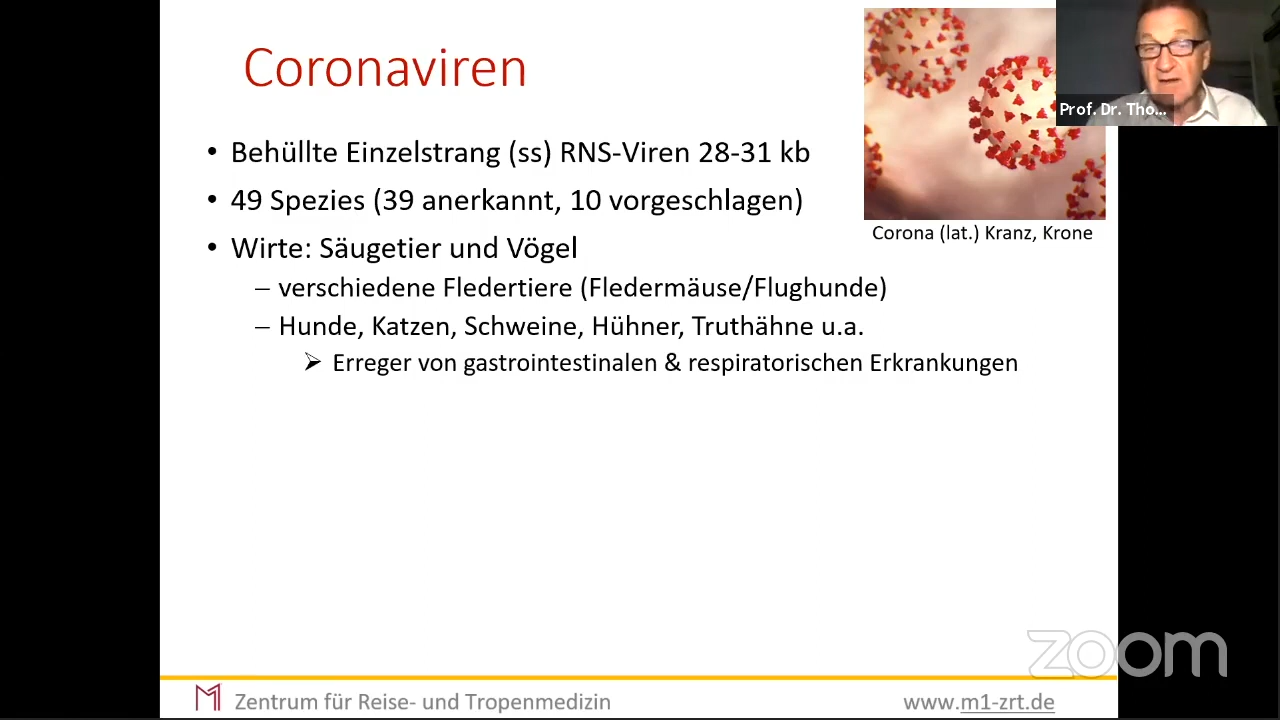 Coronaviren
Prof. Dr. Tho...
• Behüllte Einzelstrang (ss) RNS-Viren 28-31 kb
• 49 Spezies (39 anerkannt, 10 vorgeschlagen)
Corona (lat.) Kranz, Krone
• Wirte: Säugetier und Vögel
– verschiedene Fledertiere (Fledermäuse/Flughunde)
– Hunde, Katzen, Schweine, Hühner, Truthähne u.a.
➢ Erreger von gastrointestinalen & respiratorischen Erkrankungen
zoom
Zentrum für Reise- und Tropenmedizin
www.m1-zrt.de